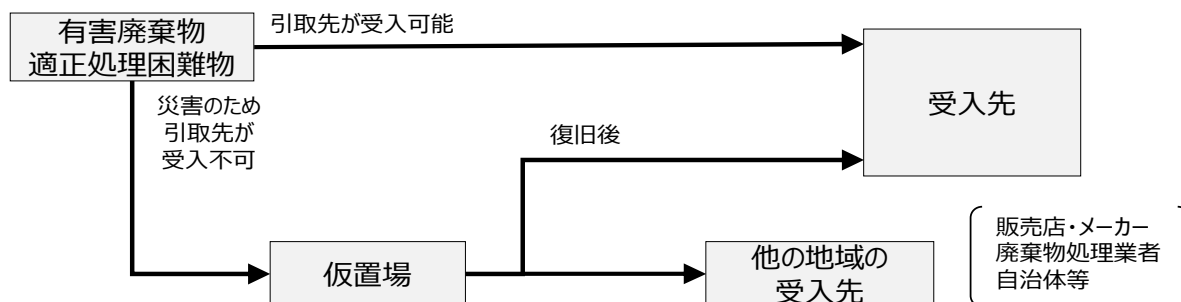 有害廃棄物
適正処理困難物
引取先が受入可能
受入先
災害のため
引取先が
受入不可
復旧後
仮置場
他の地域の
受入先
販売店・メーカー
廃棄物処理業者
自治体等